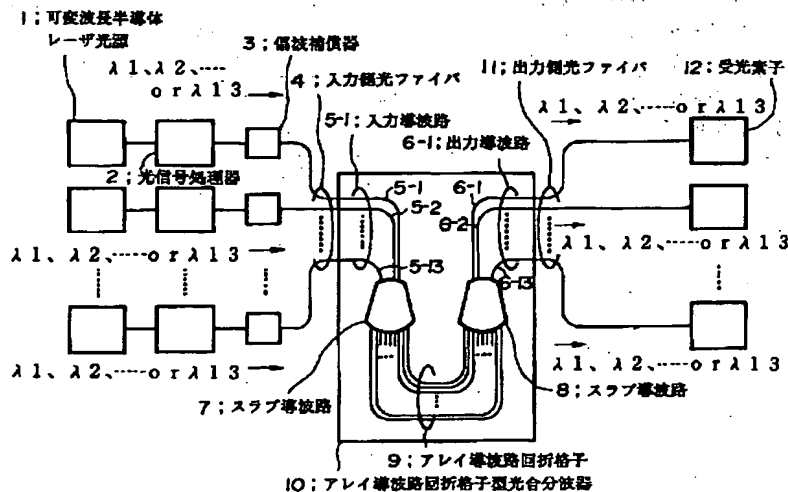 1；可変波長半導体
レーザ光源
λ1、λ2、‥‥‥
or λ13
3；偏波補償器
4；入力側光ファイバ
5-1；入力導波路
11；出力側光ファイバ
12；受光素子
λ1、λ2、‥‥‥or λ13
6-1；出力導波路
2；光信号処理器
5-1
5-2
6-1
6-2
λ1、λ2、‥‥‥or λ13
λ1、λ2、‥‥‥or λ13
5-13
6-13
λ1、λ2、‥‥‥or λ13
λ1、λ2、‥‥‥or λ13
7；スラブ導波路
8；スラブ導波路
9；アレイ導波路回折格子
10；アレイ導波路回折格子型光合分波器